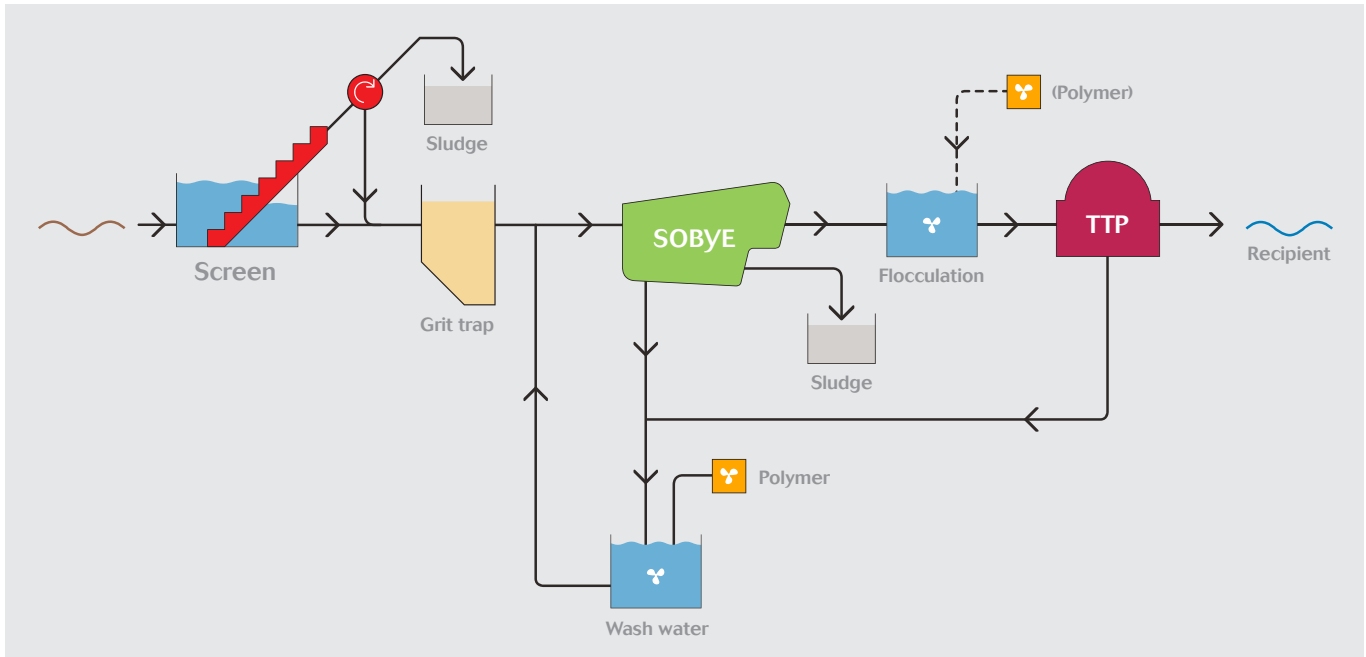 (Polymer)
Sludge
SOBYE
TTP
Screen
Flocculation
Recipient
Grit trap
Sludge
Polymer
Wash water